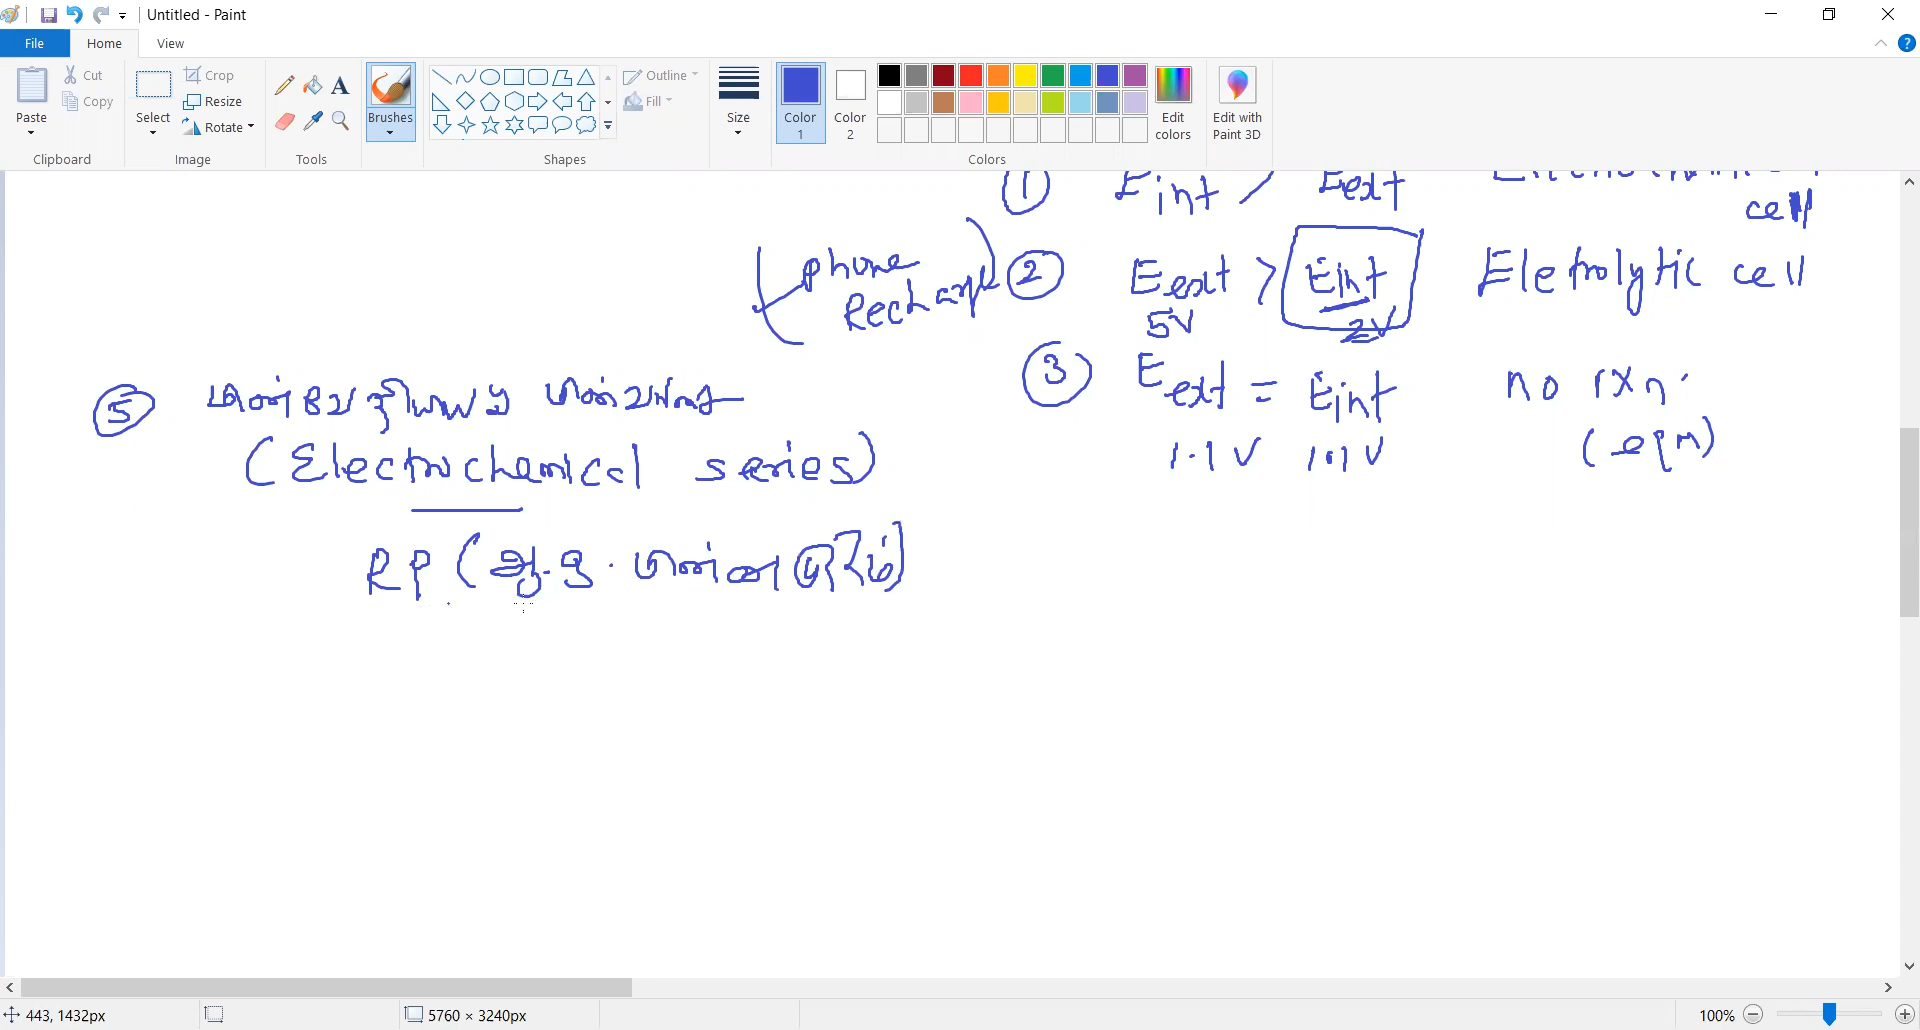 Untitled - Paint
File Home View
Paste
Cut
Copy
Clipboard
Select
Crop
Resize
Rotate
Image
Tools
Brushes
Outline
Fill
Shapes
Size
Color 1
Color 2
Colors
Edit colors
Edit with Paint 3D
① Eint > Eext
cell
(phone Recharge) ② Eext > Eint Eletrolytic cell
5V 2V
③ Eext = Eint no rxn.
1.1 V 1.1 V (eqm)
⑤
(Electrochemical series)
RP (
443, 1432px
5760 × 3240px
100%